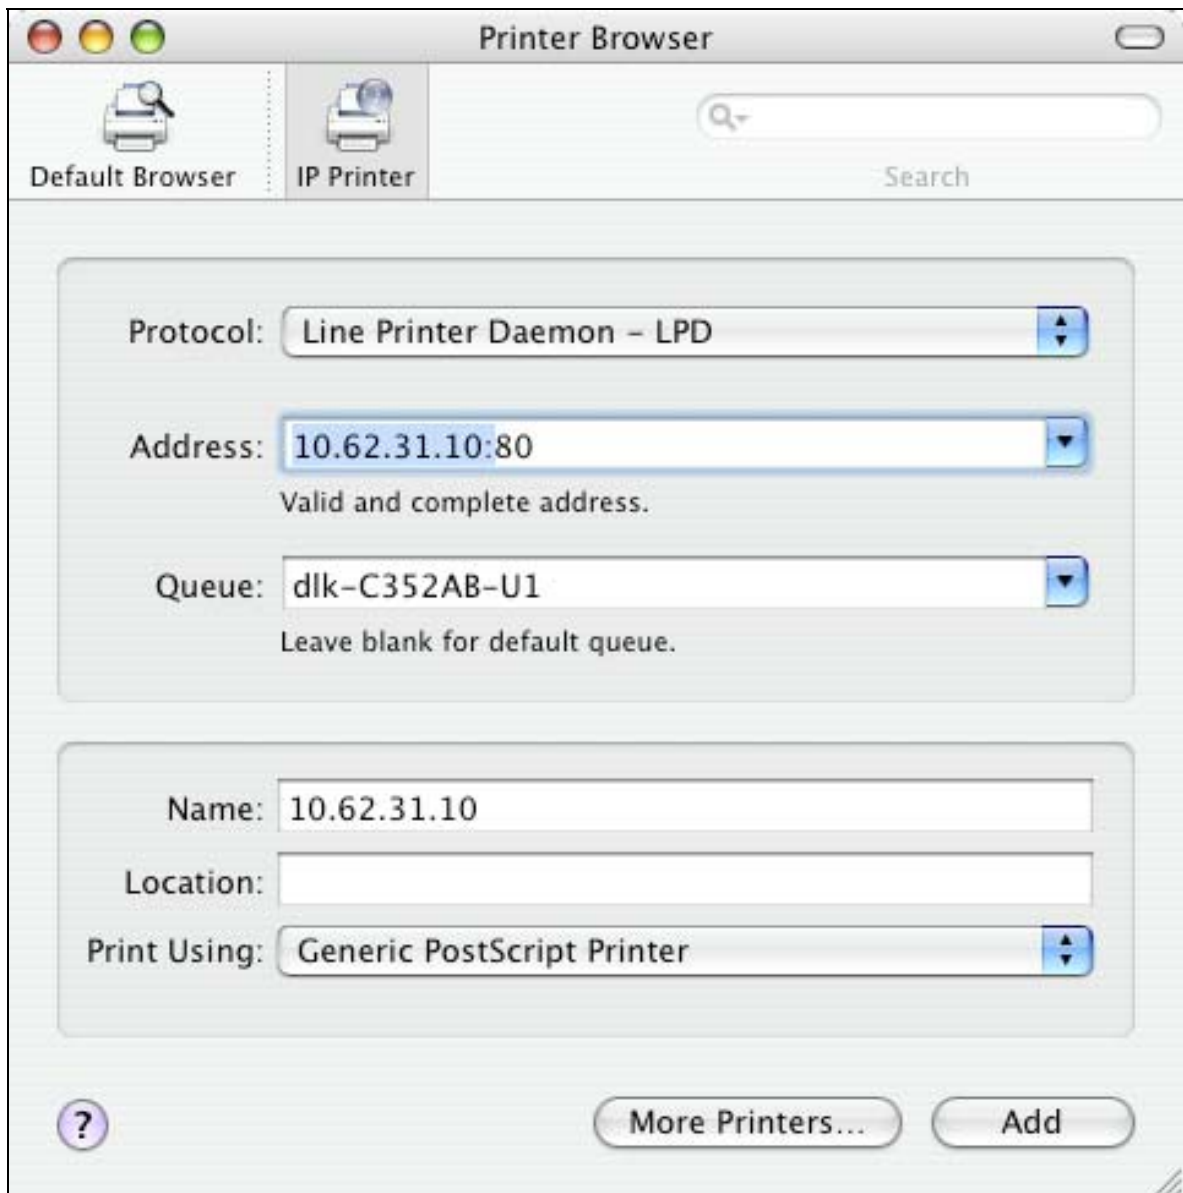 Printer Browser
Default Browser
IP Printer
Search
Protocol: Line Printer Daemon – LPD
Address: 10.62.31.10:80
Valid and complete address.
Queue: dlk-C352AB-U1
Leave blank for default queue.
Name: 10.62.31.10
Location:
Print Using: Generic PostScript Printer
?
More Printers...
Add